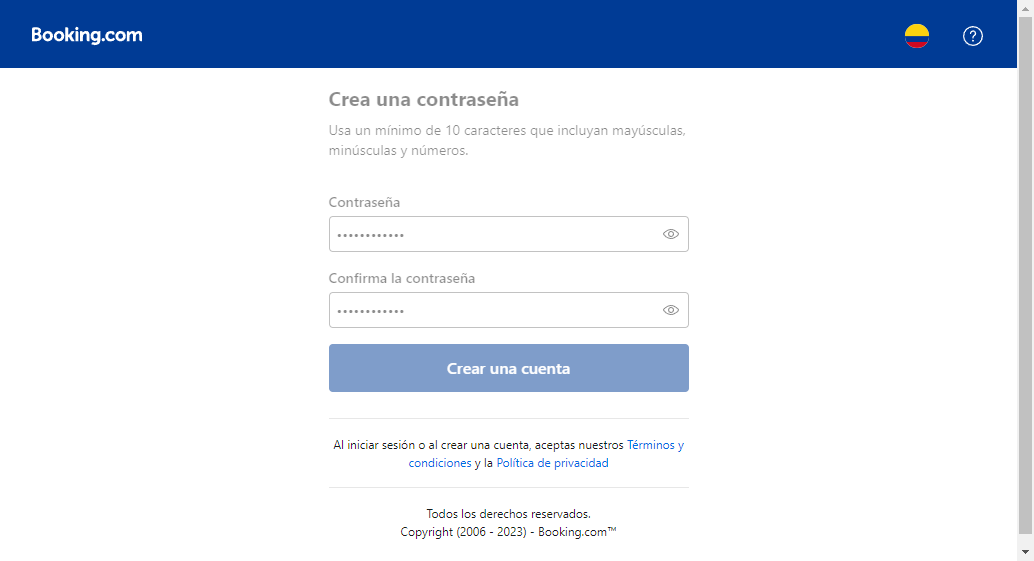 Booking.com
Crea una contraseña
Usa un mínimo de 10 caracteres que incluyan mayúsculas,
minúsculas y números.
Contraseña
••••••••••••
Confirma la contraseña
••••••••••••
Crear una cuenta
Al iniciar sesión o al crear una cuenta, aceptas nuestros Términos y
condiciones y la Política de privacidad
Todos los derechos reservados.
Copyright (2006 - 2023) - Booking.com™